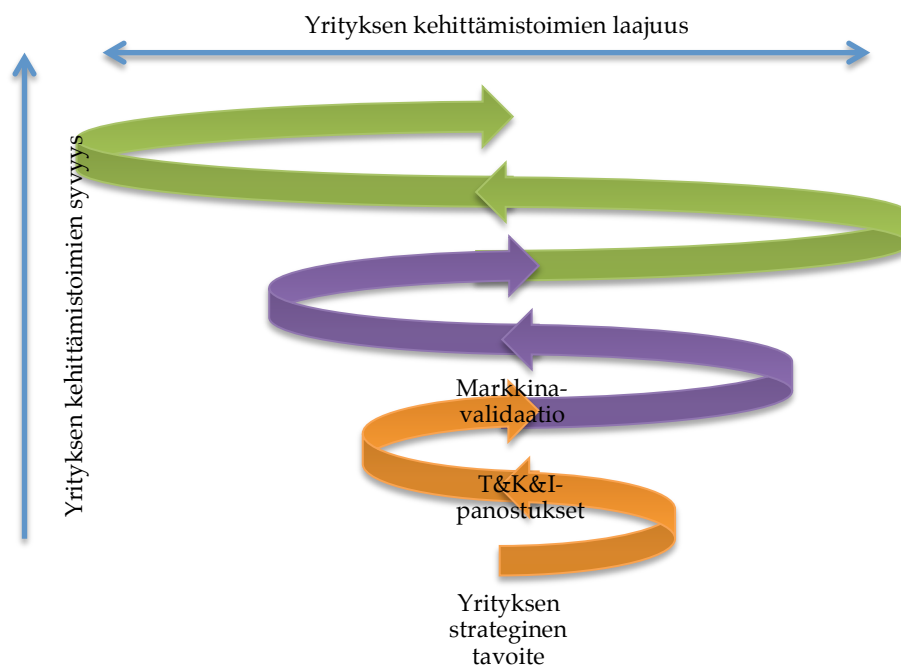 Yrityksen kehittämistoimien laajuus
Yrityksen kehittämistoimien syvyys
Markkina-
validaatio
T&K&I-
panostukset
Yrityksen
strateginen
tavoite